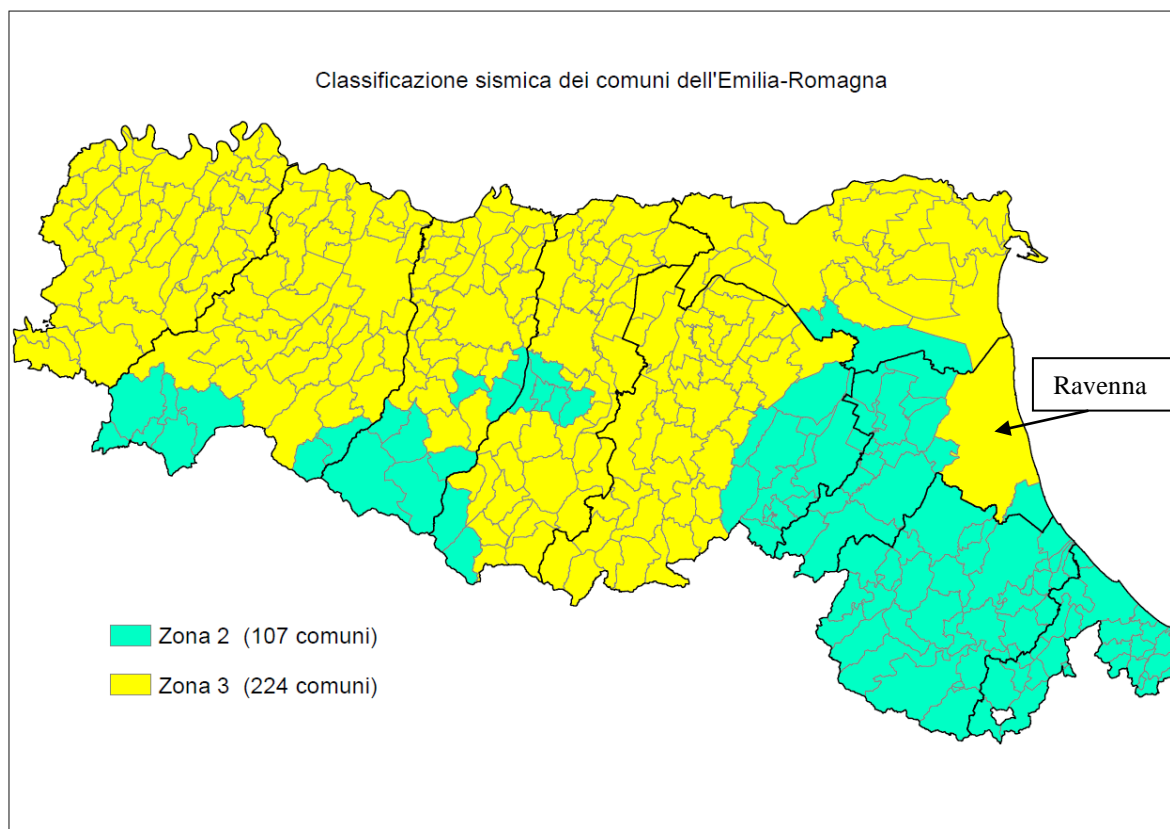 Classificazione sismica dei comuni dell'Emilia-Romagna
Ravenna
Zona 2 (107 comuni)
Zona 3 (224 comuni)